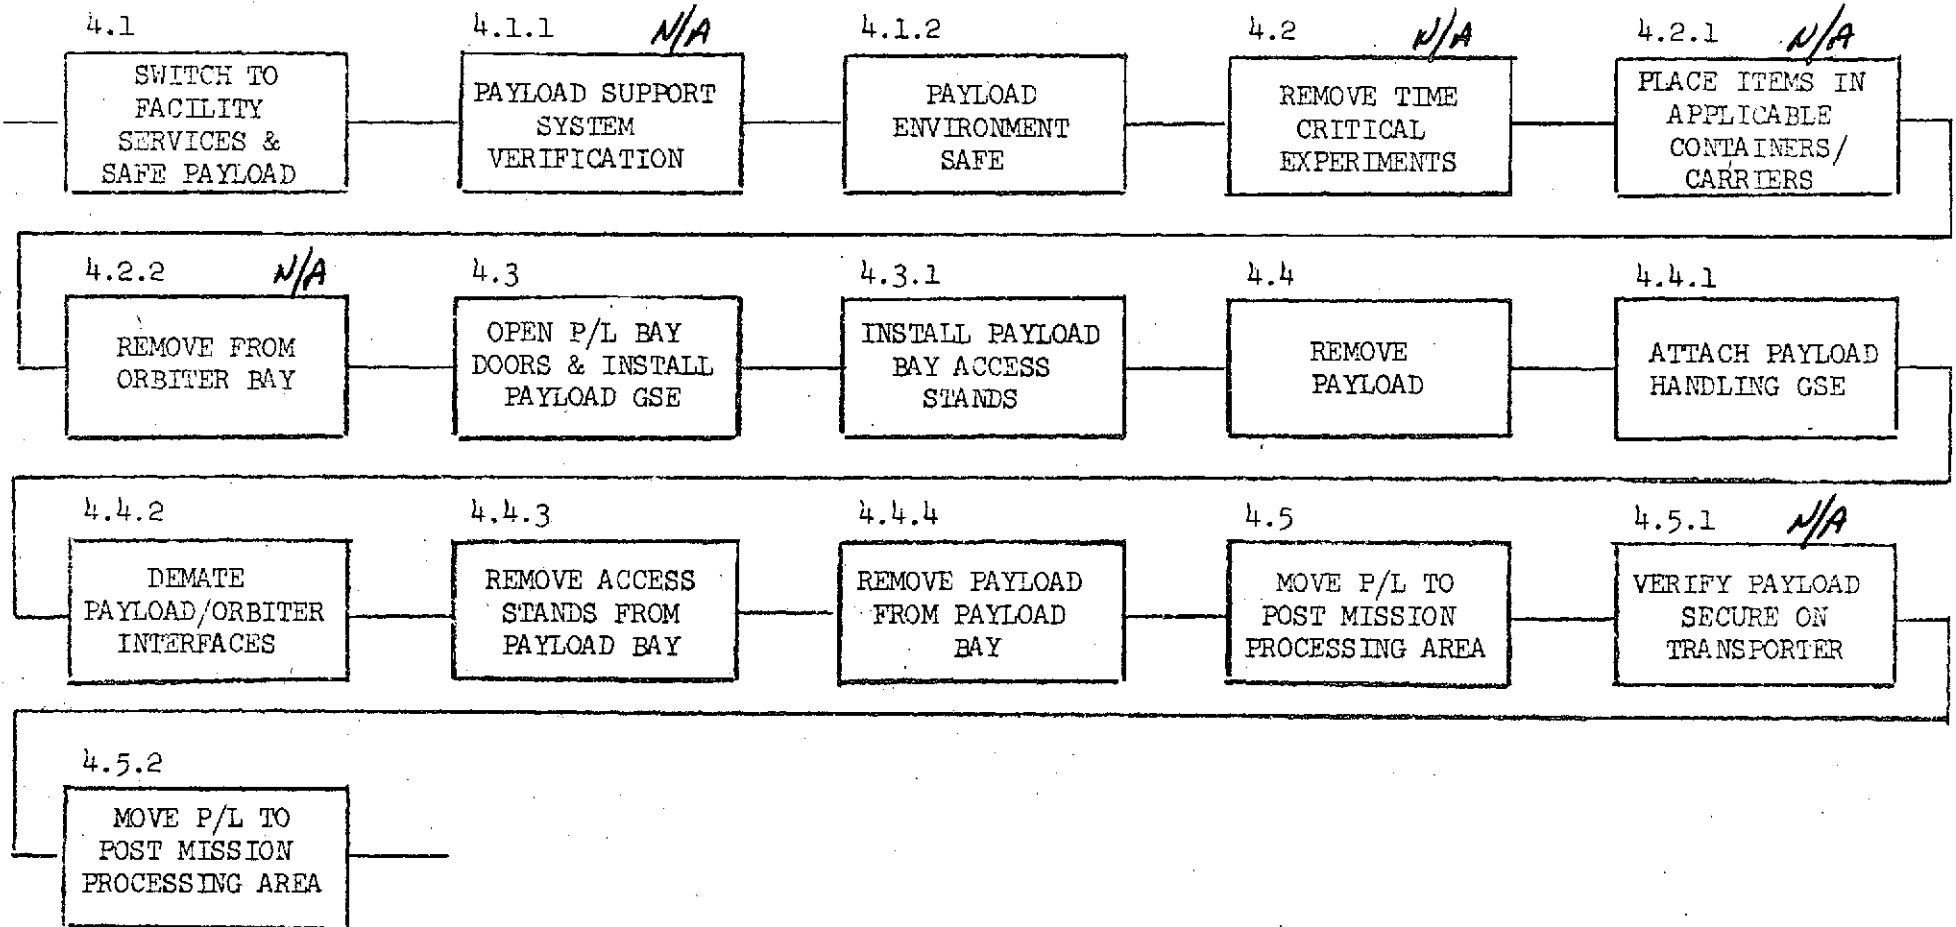 4.1
SWITCH TO
FACILITY
SERVICES &
SAFE PAYLOAD
4.1.1 N/A
PAYLOAD SUPPORT
SYSTEM
VERIFICATION
4.1.2
PAYLOAD
ENVIRONMENT
SAFE
4.2 N/A
REMOVE TIME
CRITICAL
EXPERIMENTS
4.2.1 N/A
PLACE ITEMS IN
APPLICABLE
CONTAINERS/
CARRIERS
4.2.2 N/A
REMOVE FROM
ORBITER BAY
4.3
OPEN P/L BAY
DOORS & INSTALL
PAYLOAD GSE
4.3.1
INSTALL PAYLOAD
BAY ACCESS
STANDS
4.4
REMOVE
PAYLOAD
4.4.1
ATTACH PAYLOAD
HANDLING GSE
4.4.2
DEMATE
PAYLOAD/ORBITER
INTERFACES
4.4.3
REMOVE ACCESS
STANDS FROM
PAYLOAD BAY
4.4.4
REMOVE PAYLOAD
FROM PAYLOAD
BAY
4.5
MOVE P/L TO
POST MISSION
PROCESSING AREA
4.5.1 N/A
VERIFY PAYLOAD
SECURE ON
TRANSPORTER
4.5.2
MOVE P/L TO
POST MISSION
PROCESSING AREA